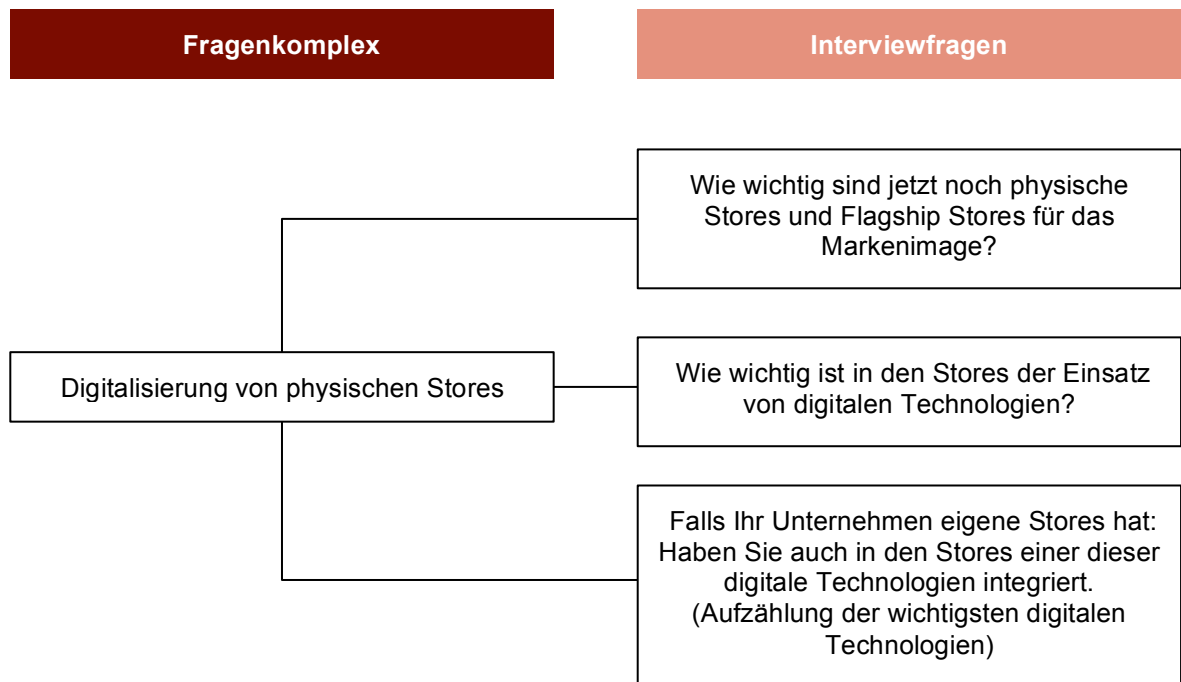 Fragenkomplex
Interviewfragen
Wie wichtig sind jetzt noch physische
Stores und Flagship Stores für das
Markenimage?
Digitalisierung von physischen Stores
Wie wichtig ist in den Stores der Einsatz
von digitalen Technologien?
Falls Ihr Unternehmen eigene Stores hat:
Haben Sie auch in den Stores einer dieser
digitale Technologien integriert.
(Aufzählung der wichtigsten digitalen
Technologien)